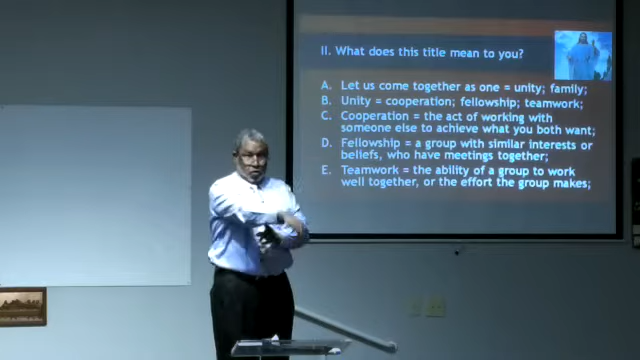 II. What does this title mean to you?
A. Let us come together as one = unity; family;
B. Unity = cooperation; fellowship; teamwork;
C. Cooperation = the act of working with
someone else to achieve what you both want;
D. Fellowship = a group with similar interests or
beliefs, who have meetings together;
E. Teamwork = the ability of a group to work
well together, or the effort the group makes;